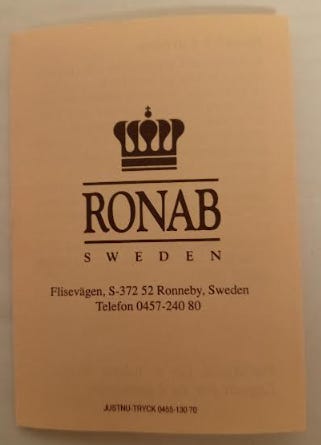 RONAB
SWEDEN
Flisevägen, S-372 52 Ronneby, Sweden
Telefon 0457-240 80
JUSTNU-TRYCK 0455-130 70